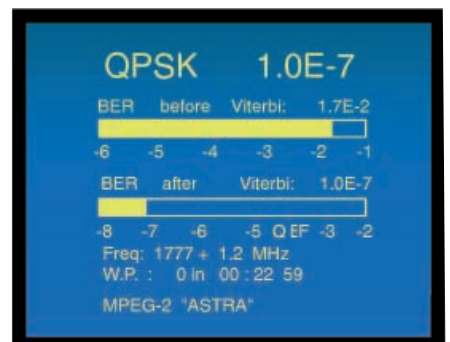 QPSK 1.0E-7
BER before Viterbi: 1.7E-2
-6 -5 -4 -3 -2 -1
BER after Viterbi: 1.0E-7
-8 -7 -6 -5 QEF -3 -2
Freq: 1777 + 1.2 MHz
W.P. : 0 in 00 : 22 59
MPEG-2 "ASTRA"